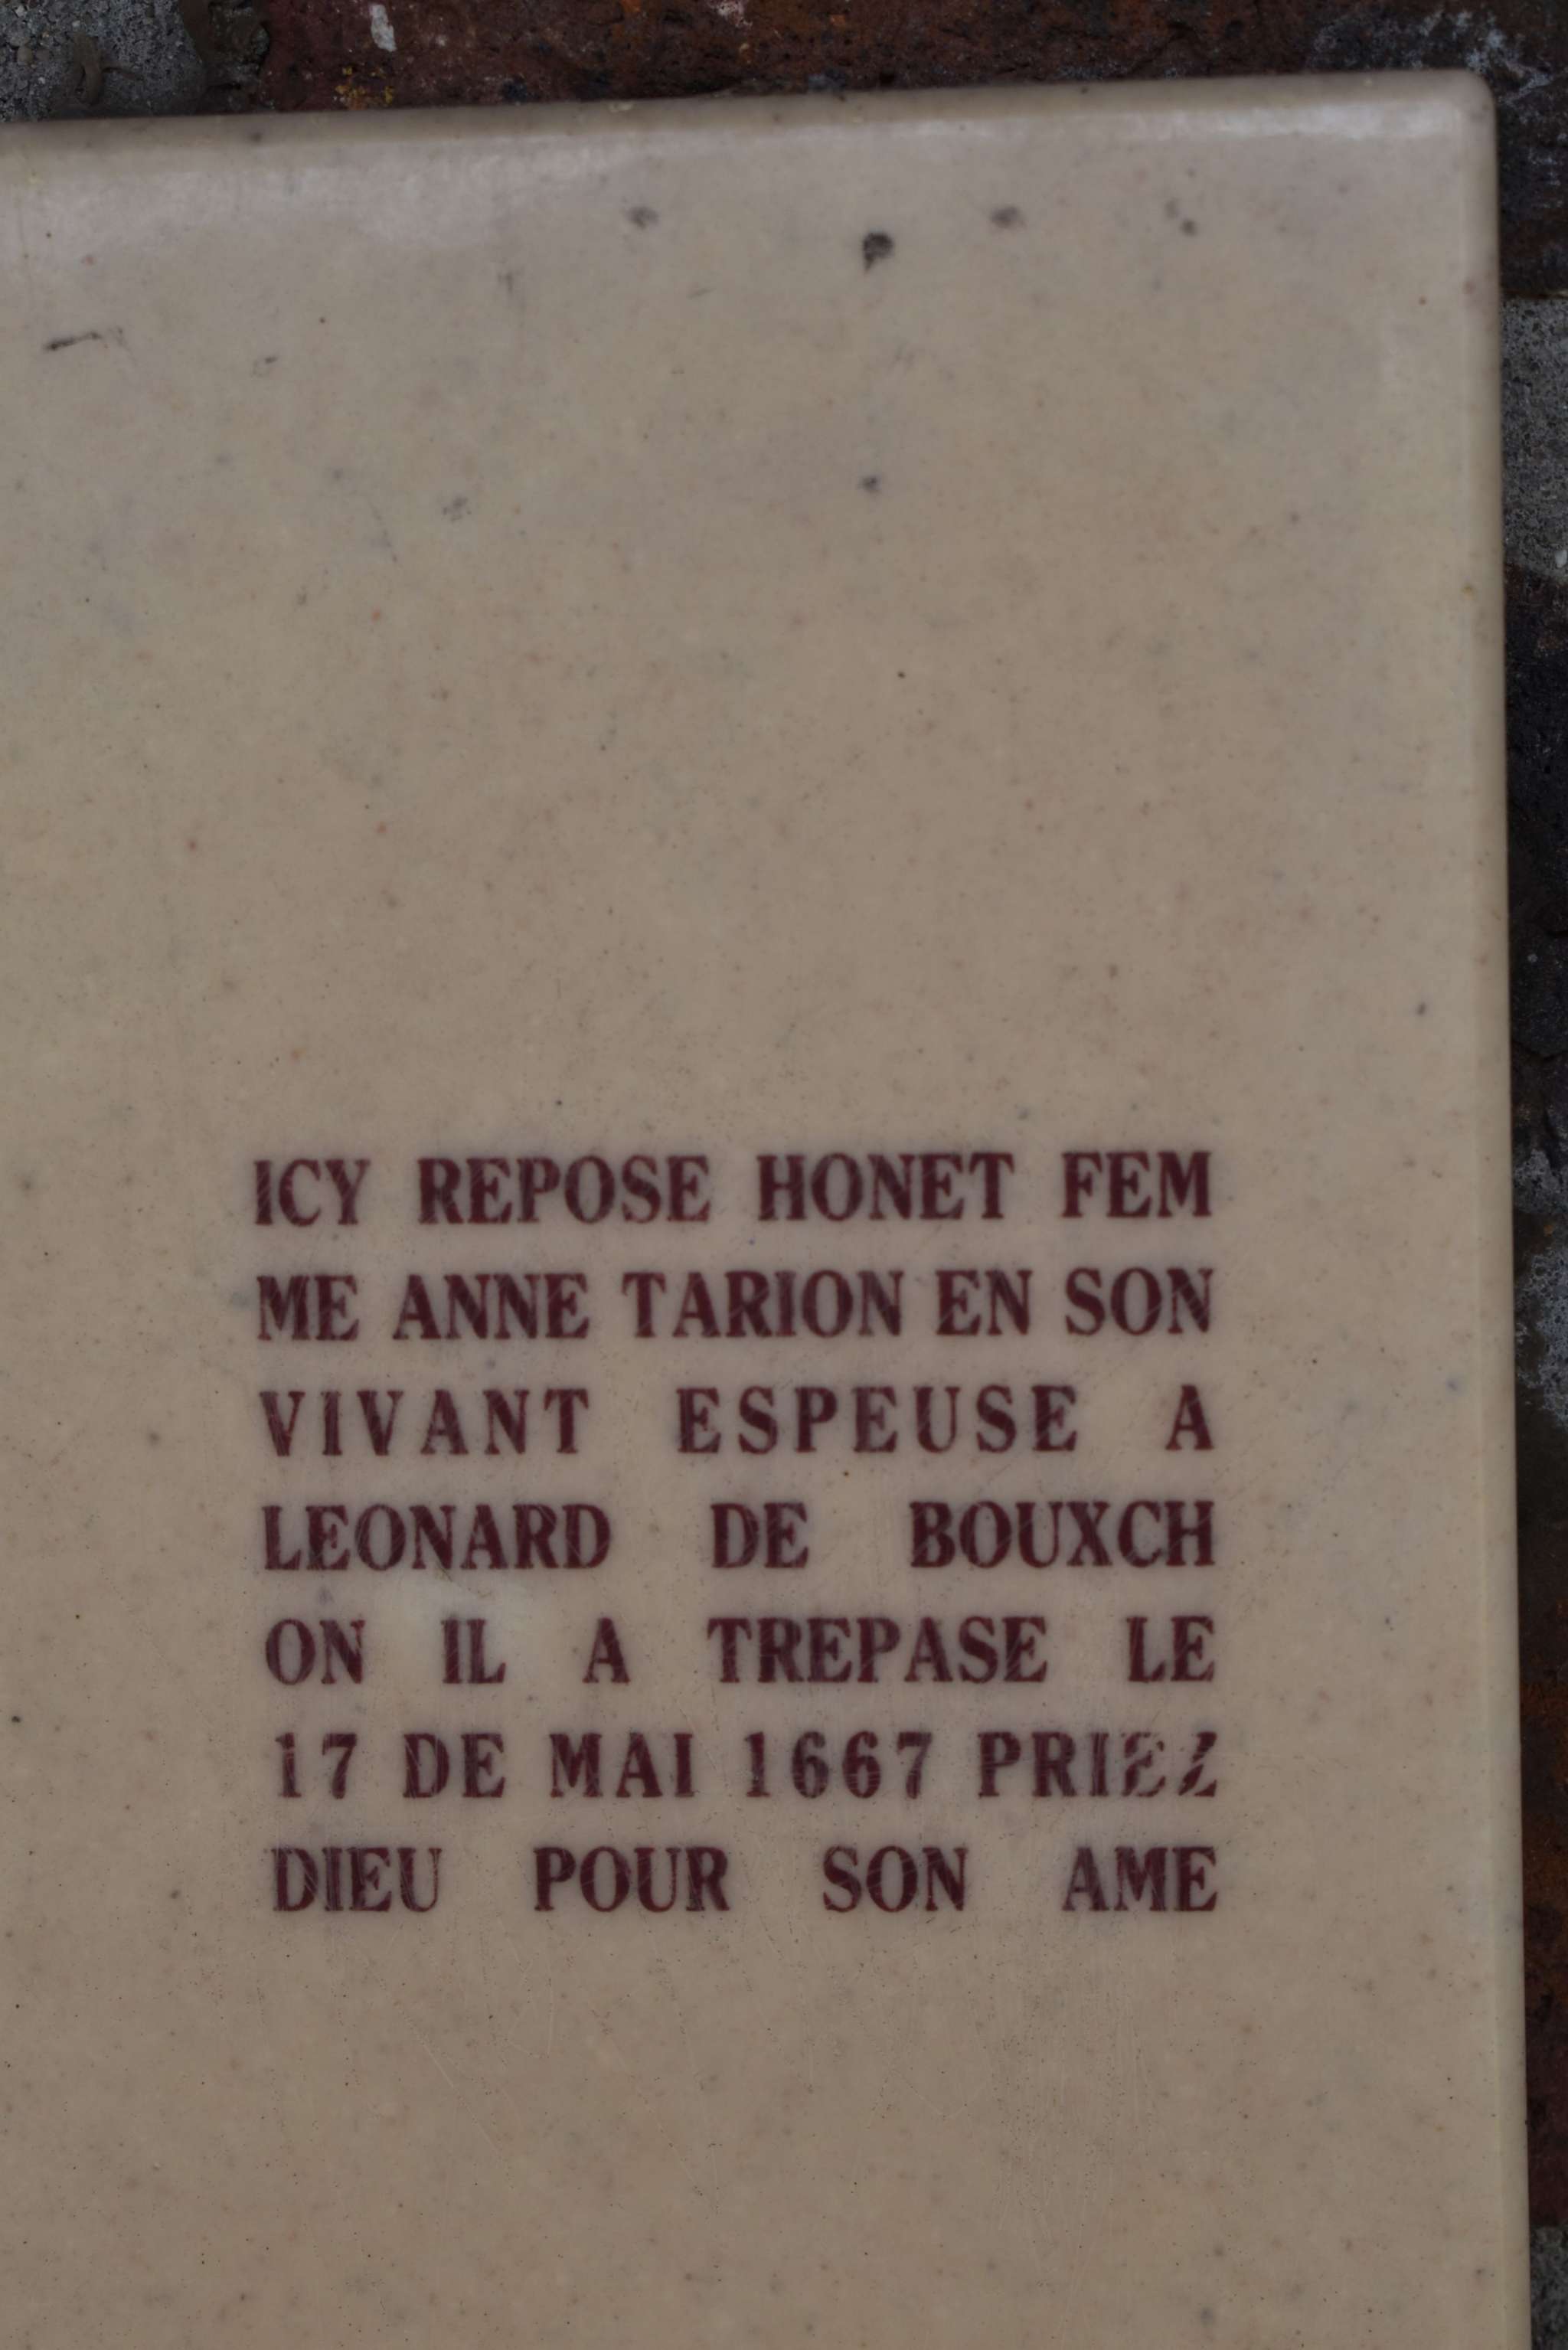 ICY REPOSE HONET FEM
ME ANNE TARION EN SON
VIVANT ESPEUSE A
LEONARD DE BOUXCH
ON IL A TREPASE LE
17 DE MAI 1667 PRIEZ
DIEU POUR SON AME